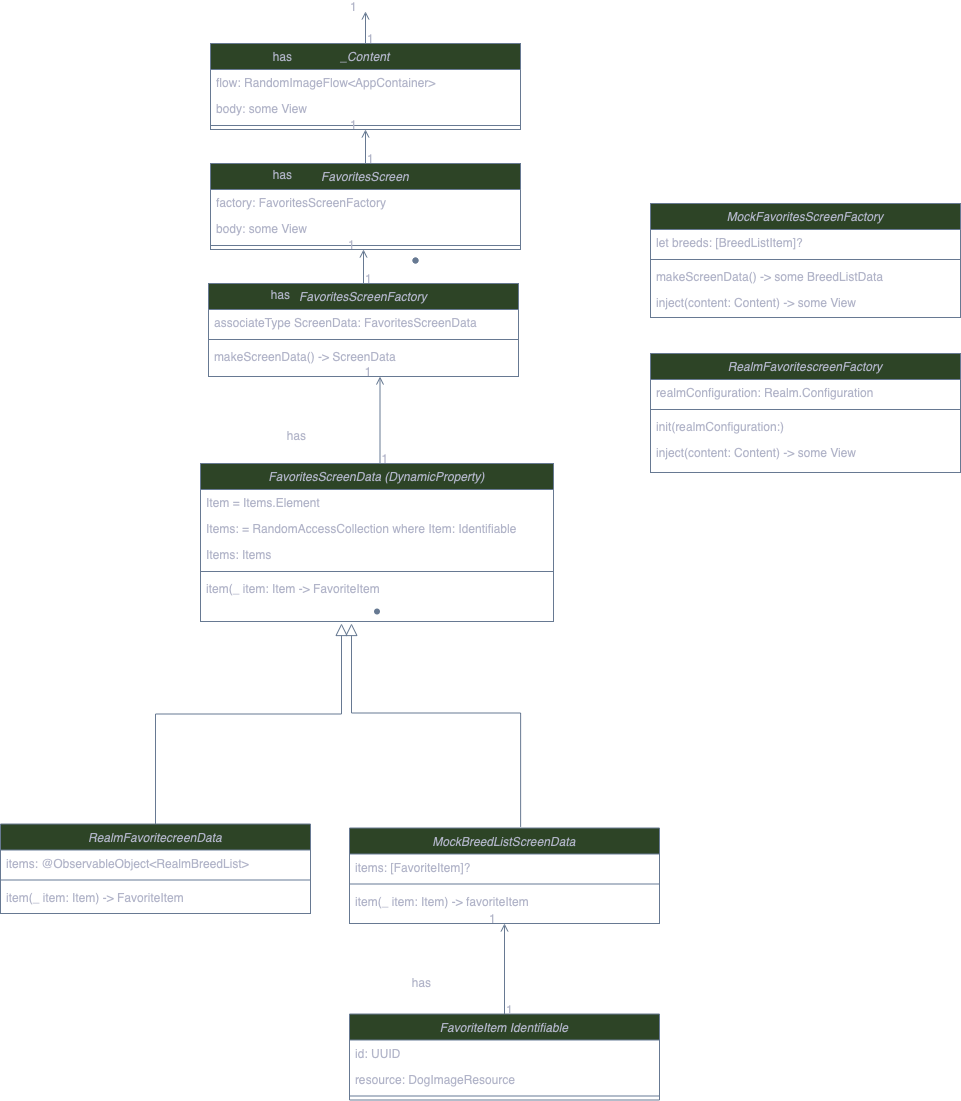 1
1
has _Content
flow: RandomImageFlow<AppContainer>
body: some View
1
1
has FavoritesScreen
factory: FavoritesScreenFactory
body: some View
1
1
has FavoritesScreenFactory
associateType ScreenData: FavoritesScreenData
makeScreenData() -> ScreenData
1
has
1
FavoritesScreenData (DynamicProperty)
Item = Items.Element
Items: = RandomAccessCollection where Item: Identifiable
Items: Items
item(_ item: Item -> FavoriteItem
MockFavoritesScreenFactory
let breeds: [BreedListItem]?
makeScreenData() -> some BreedListData
inject(content: Content) -> some View
RealmFavoritescreenFactory
realmConfiguration: Realm.Configuration
init(realmConfiguration:)
inject(content: Content) -> some View
RealmFavoritecreenData
items: @ObservableObject<RealmBreedList>
item(_ item: Item) -> FavoriteItem
MockBreedListScreenData
items: [FavoriteItem]?
item(_ item: Item) -> favoriteItem
1
has
1
FavoriteItem Identifiable
id: UUID
resource: DogImageResource